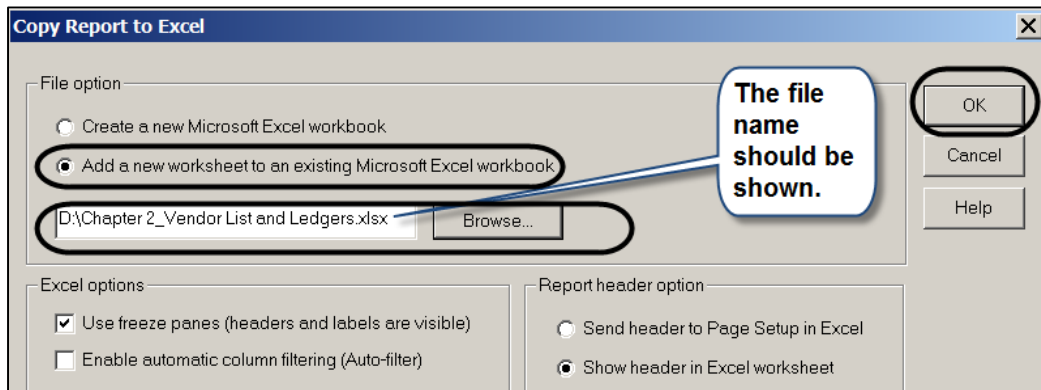 Copy Report to Excel
File option
Create a new Microsoft Excel workbook
Add a new worksheet to an existing Microsoft Excel workbook
D:\Chapter 2_Vendor List and Ledgers.xlsx
Browse...
The file
name
should be
shown.
OK
Cancel
Help
Excel options
Use freeze panes (headers and labels are visible)
Enable automatic column filtering (Auto-filter)
Report header option
Send header to Page Setup in Excel
Show header in Excel worksheet